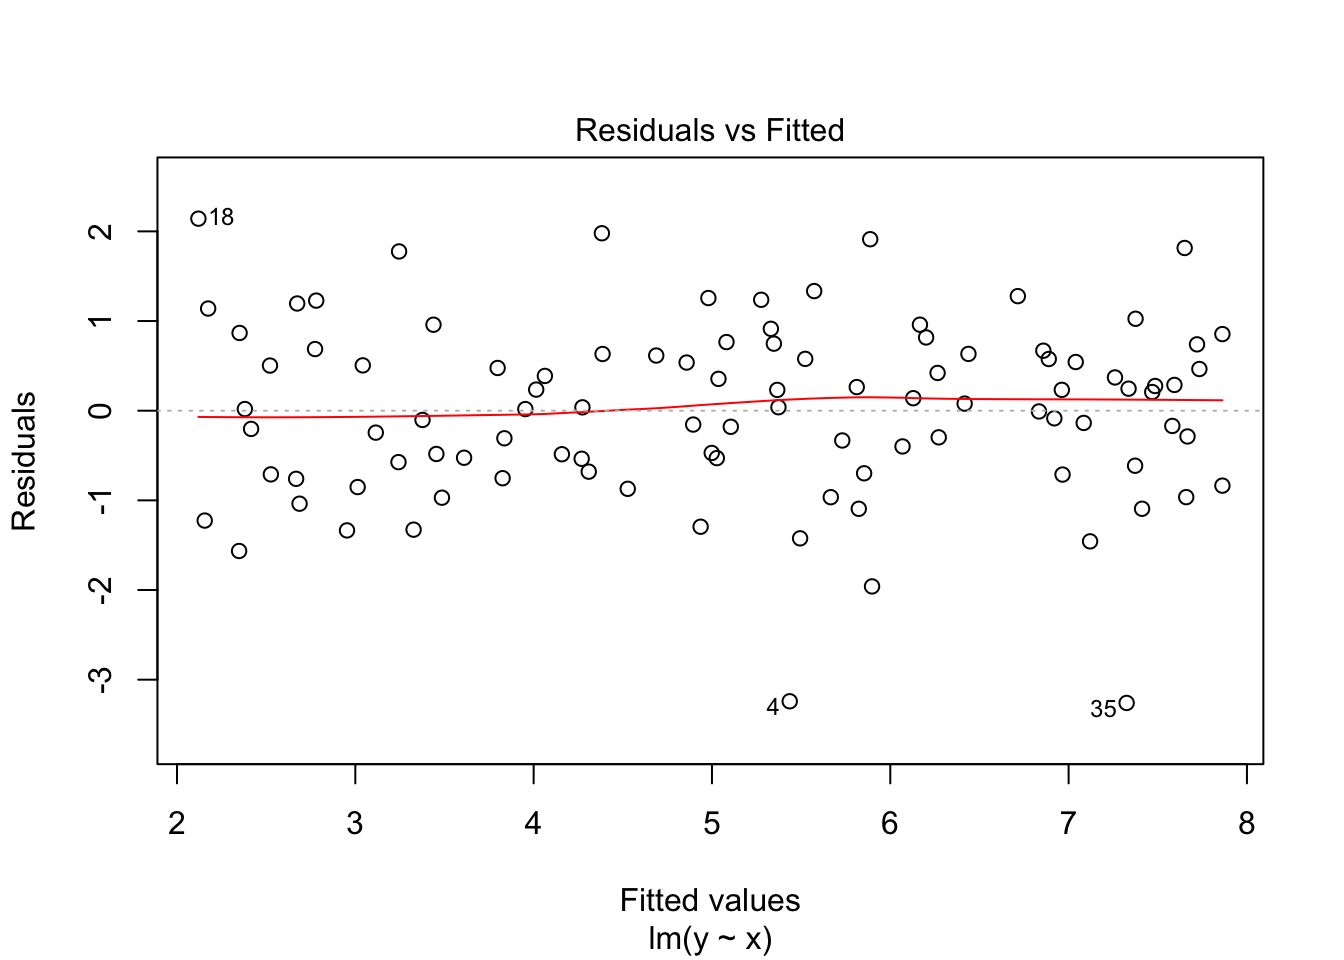 Residuals vs Fitted
Residuals
2
1
0
-1
-2
-3
18
4
35
2 3 4 5 6 7 8
Fitted values
lm(y ~ x)